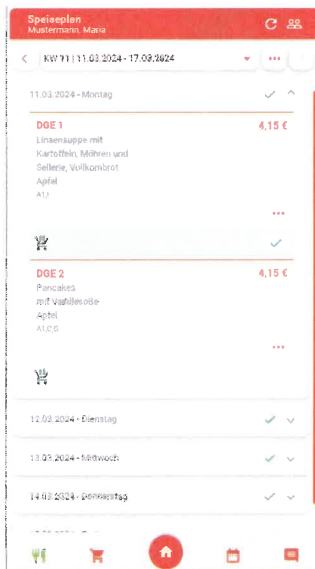 Speiseplan
Mustermann, Maria
KW 11 | 11.03.2024 - 17.03.2024
11.03.2024 - Montag
DGE 1
4,15 €
Linsensuppe mit
Kartoffeln, Möhren und
Sellerie, Vollkornbrot
Apfel
DGE 2
4,15 €
Pancakes
mit Vanillesoße
Apfel
12.03.2024 - Dienstag
13.03.2024 - Mittwoch
14.03.2024 - Donnerstag